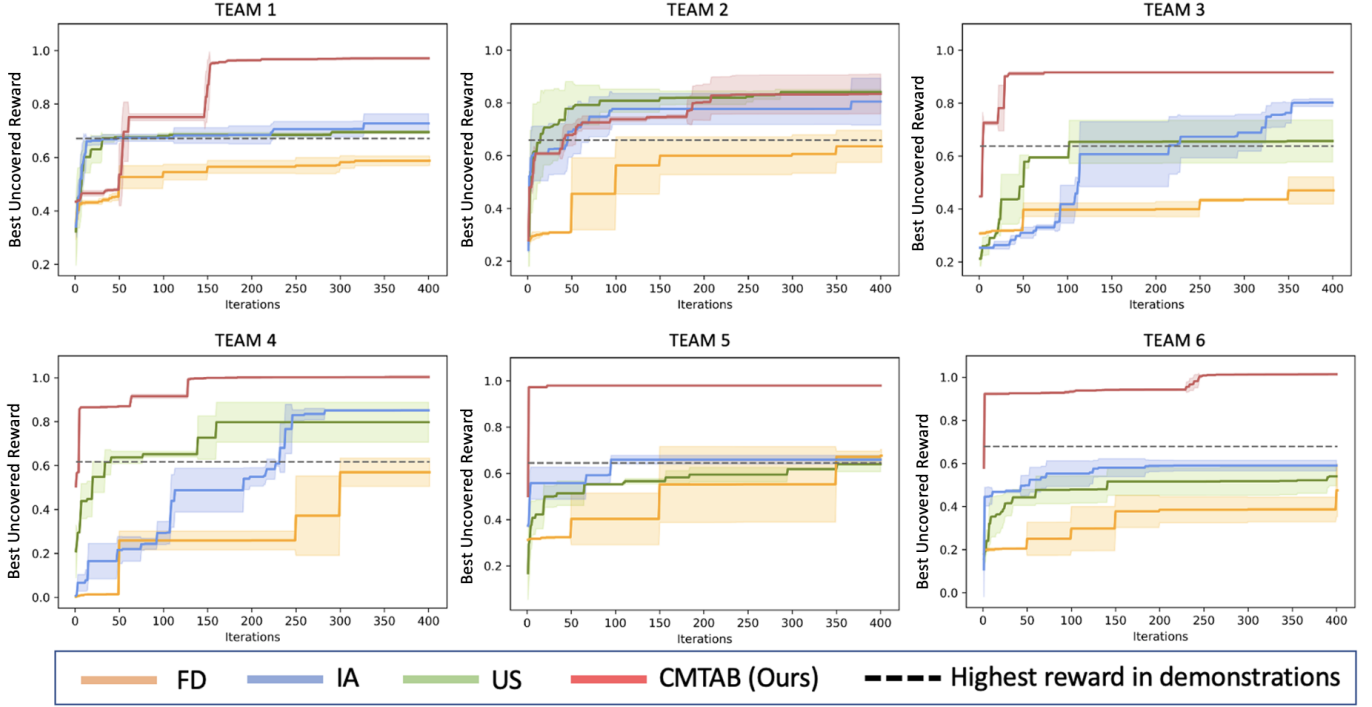 TEAM 1
Best Uncovered Reward
1.0
0.8
0.6
0.4
0.2
0 50 100 150 200 250 300 350 400
Iterations
TEAM 2
Best Uncovered Reward
1.0
0.8
0.6
0.4
0.2
0 50 100 150 200 250 300 350 400
Iterations
TEAM 3
Best Uncovered Reward
1.0
0.8
0.6
0.4
0.2
0 50 100 150 200 250 300 350 400
Iterations
TEAM 4
Best Uncovered Reward
1.0
0.8
0.6
0.4
0.2
0.0
0 50 100 150 200 250 300 350 400
Iterations
TEAM 5
Best Uncovered Reward
1.0
0.8
0.6
0.4
0.2
0 50 100 150 200 250 300 350 400
Iterations
TEAM 6
Best Uncovered Reward
1.0
0.8
0.6
0.4
0.2
0.0
0 50 100 150 200 250 300 350 400
Iterations
FD IA US CMTAB (Ours) Highest reward in demonstrations